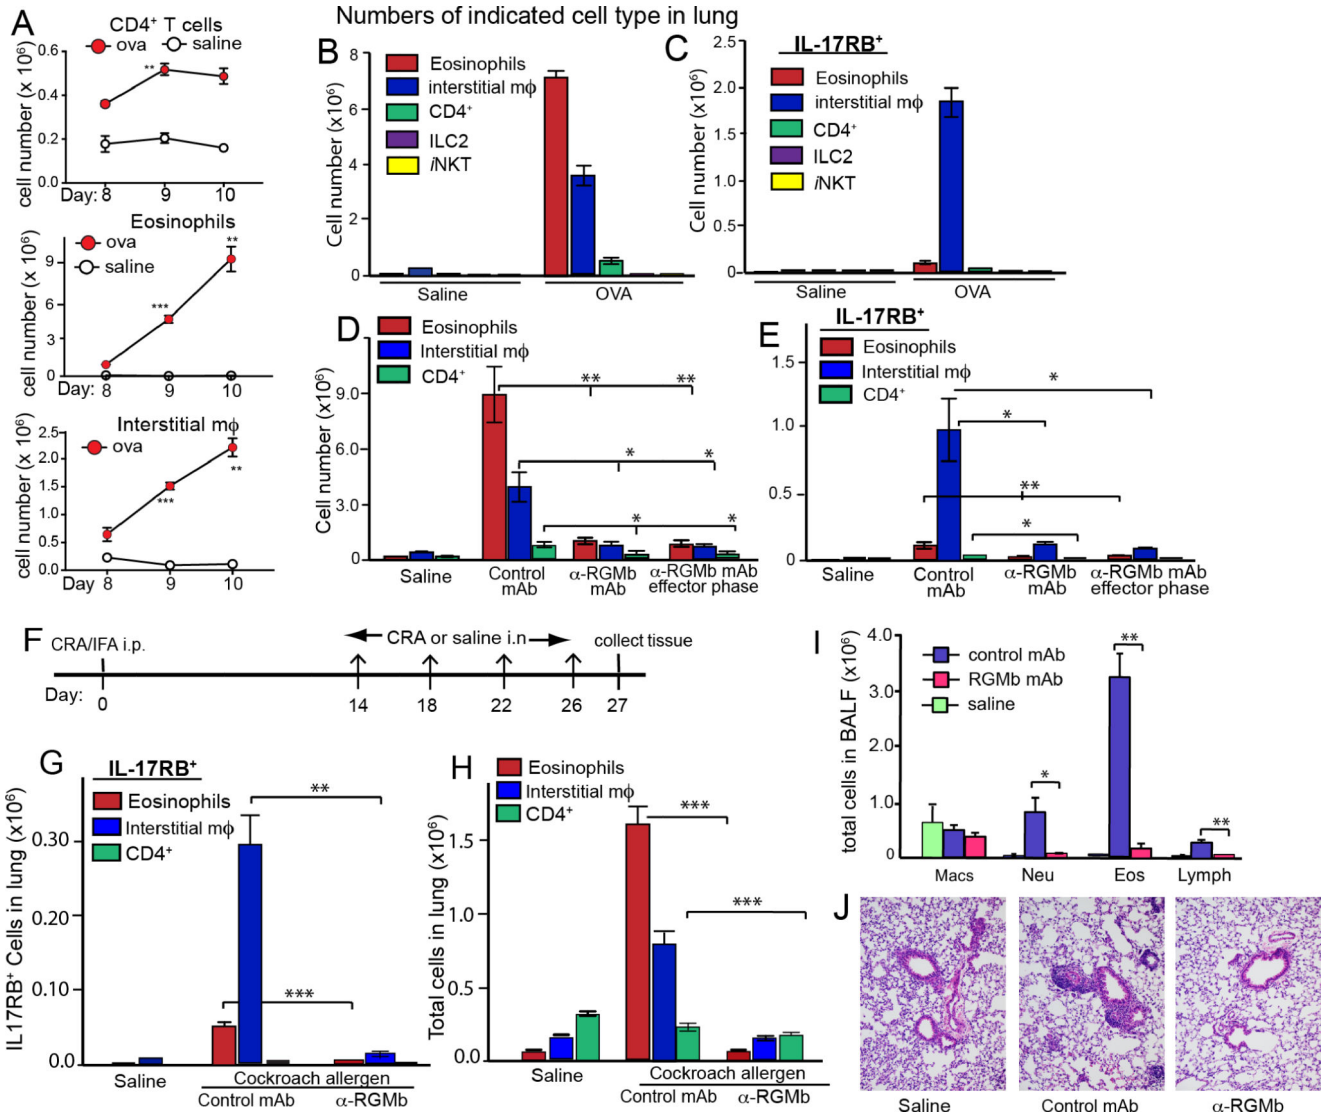 Numbers of indicated cell type in lung
A
CD4⁺ T cells
ova
saline
cell number (x 10⁶)
0.6
0.4
0.2
0.0
**
Day: 8 9 10
Eosinophils
ova
saline
cell number (x 10⁶)
9
6
3
0
***
**
Day: 8 9 10
Interstitial mϕ
ova
cell number (x 10⁶)
2.5
2.0
1.5
1.0
0.5
0.0
***
**
Day: 8 9 10
B
Cell number (x10⁶)
8
6
4
2
0
Eosinophils
interstitial mϕ
CD4⁺
ILC2
iNKT
Saline
OVA
C
Cell number (x10⁶)
2.5
2.0
1.5
1.0
0.5
0
IL-17RB⁺
Eosinophils
interstitial mϕ
CD4⁺
ILC2
iNKT
Saline
OVA
D
Cell number (x10⁶)
9.0
6.0
3.0
0
Eosinophils
Interstitial mϕ
CD4⁺
** **
* *
* *
Saline
Control mAb
α-RGMb mAb
α-RGMb mAb effector phase
E
1.5
1.0
0.5
0
IL-17RB⁺
Eosinophils
Interstitial mϕ
CD4⁺
*
*
**
*
Saline
Control mAb
α-RGMb mAb
α-RGMb mAb effector phase
F
CRA/IFA i.p.
CRA or saline i.n
collect tissue
Day: 0 14 18 22 26 27
G
IL17RB⁺ Cells in lung (x10⁶)
0.30
0.20
0.10
0.0
IL-17RB⁺
Eosinophils
Interstitial mϕ
CD4⁺
**
***
Saline
Cockroach allergen
Control mAb α-RGMb
H
Total cells in lung (x10⁶)
1.5
1.0
0.5
0.0
Eosinophils
Interstitial mϕ
CD4⁺
***
***
Saline
Cockroach allergen
Control mAb α-RGMb
I
total cells in BALF (x10⁶)
4.0
3.0
2.0
1.0
0
control mAb
RGMb mAb
saline
*
**
**
Macs Neu Eos Lymph
J
Saline Control mAb α-RGMb